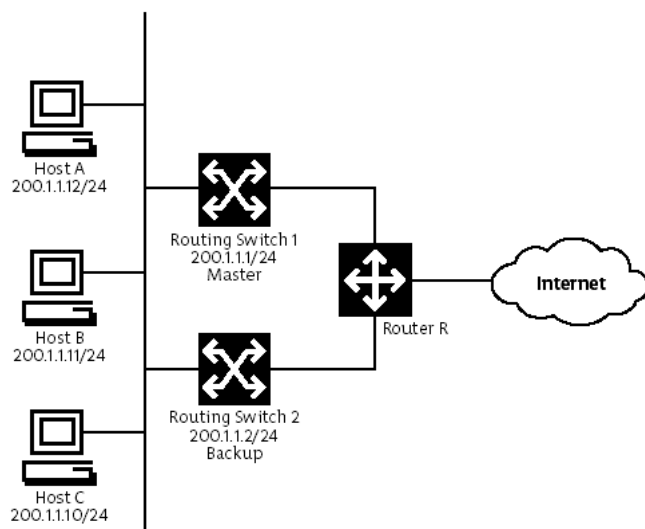 Host A
200.1.1.12/24
Routing Switch 1
200.1.1.1/24
Master
Host B
200.1.1.11/24
Router R
Internet
Routing Switch 2
200.1.1.2/24
Backup
Host C
200.1.1.10/24